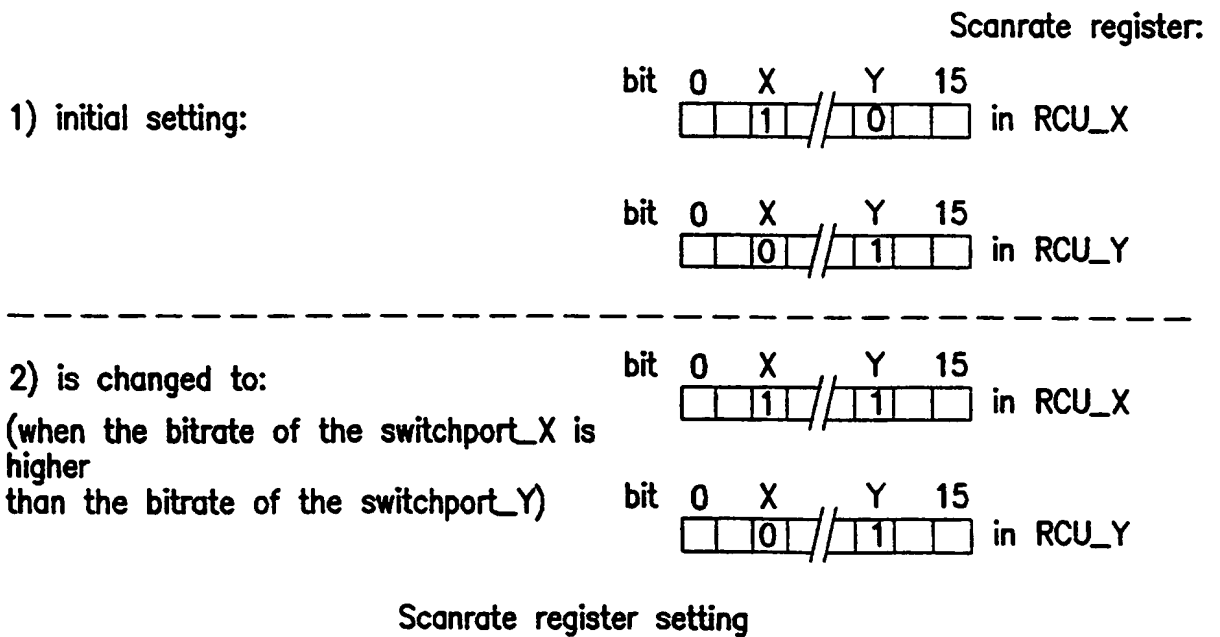 Scanrate register:
bit 0 X Y 15
1) initial setting:
1 0 in RCU_X
bit 0 X Y 15
0 1 in RCU_Y
2) is changed to:
bit 0 X Y 15
1 1 in RCU_X
(when the bitrate of the switchport_X is
higher
than the bitrate of the switchport_Y)
bit 0 X Y 15
0 1 in RCU_Y
Scanrate register setting